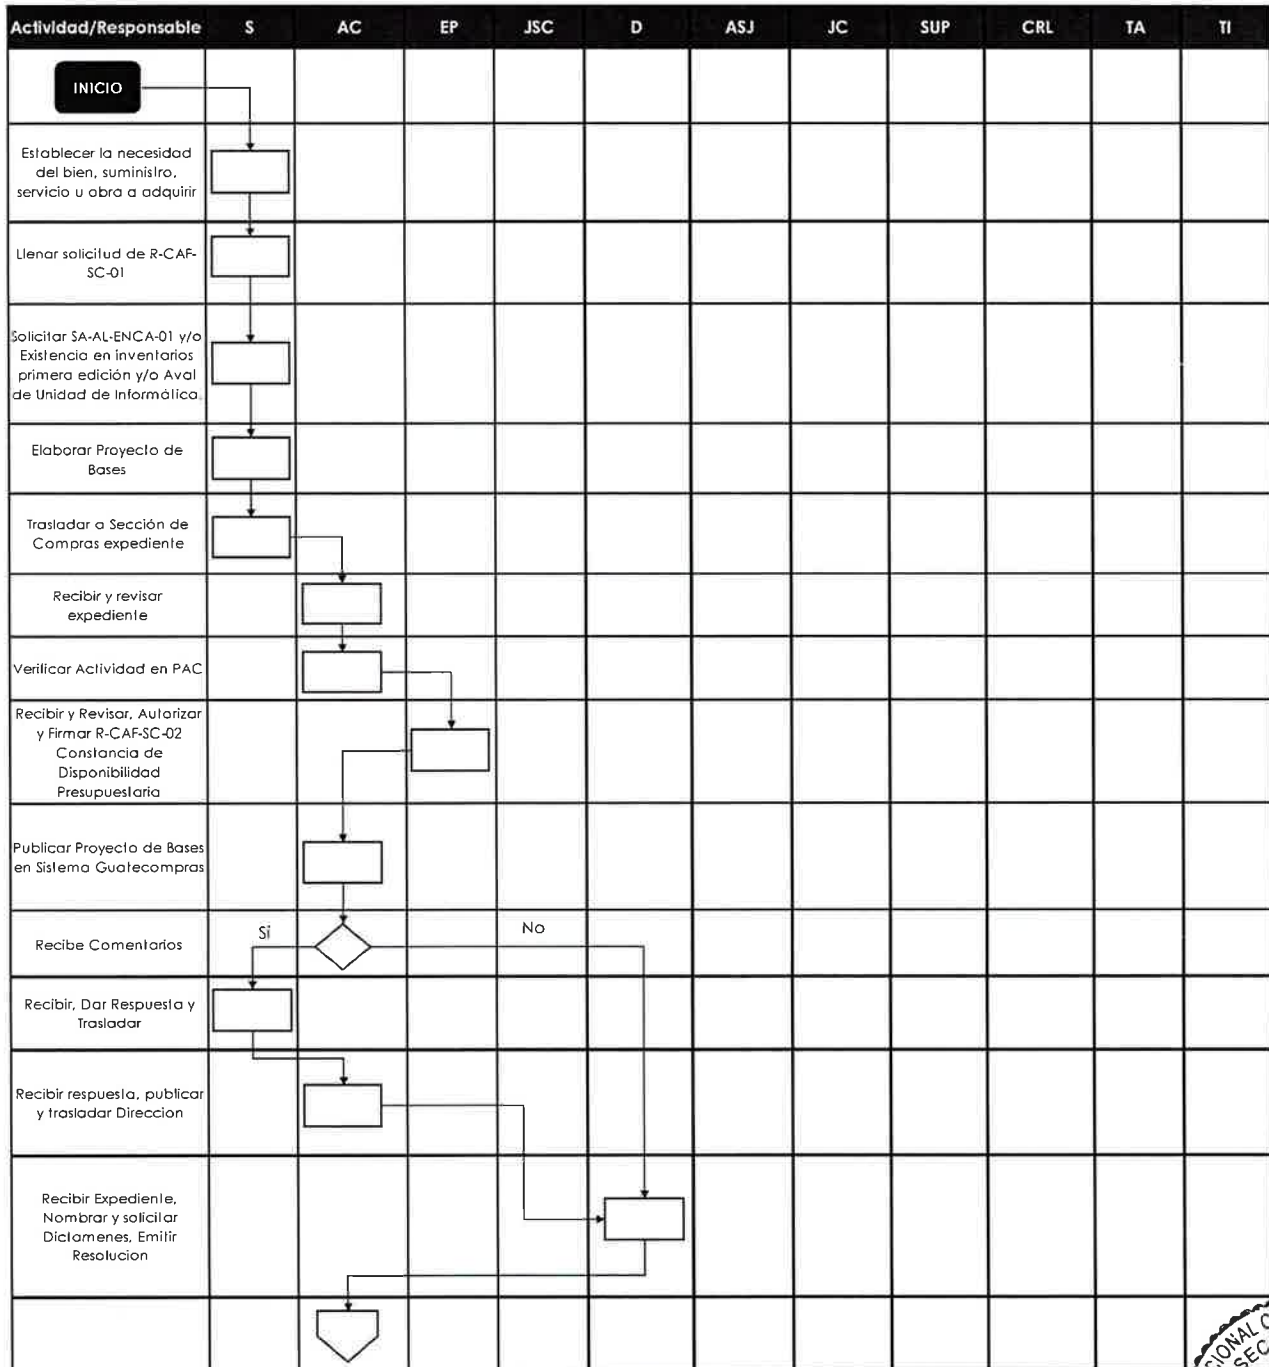 Actividad/Responsable S AC EP JSC D ASJ JC SUP CRL TA TI
INICIO
Establecer la necesidad
del bien, suministro,
servicio u obra a adquirir
Llenar solicitud de R-CAF-
SC-01
Solicitar SA-AL-ENCA-01 y/o
Existencia en inventarios
primera edición y/o Aval
de Unidad de Informática.
Elaborar Proyecto de
Bases
Trasladar a Sección de
Compras expediente
Recibir y revisar
expediente
Verificar Actividad en PAC
Recibir y Revisar, Autorizar
y Firmar R-CAF-SC-02
Constancia de
Disponibilidad
Presupuestaria
Publicar Proyecto de Bases
en Sistema Guatecompras
Recibe Comentarios
Si
No
Recibir, Dar Respuesta y
Trasladar
Recibir respuesta, publicar
y trasladar Direccion
Recibir Expediente,
Nombrar y solicitar
Dictamenes, Emitir
Resolucion